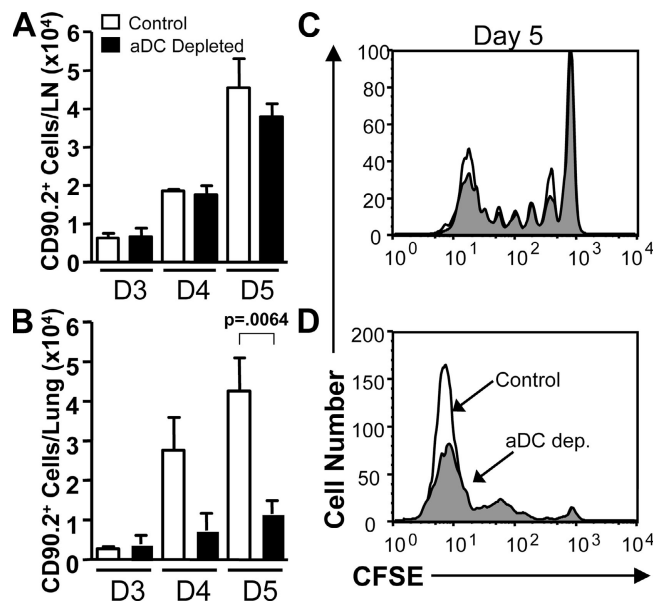 A
Control
aDC Depleted
CD90.2⁺ Cells/LN (x10⁴)
6
5
4
3
2
1
0
D3 D4 D5
B
p=.0064
CD90.2⁺ Cells/Lung (x10⁴)
6
5
4
3
2
1
0
D3 D4 D5
C
Day 5
100
80
60
40
20
0
10⁰ 10¹ 10² 10³ 10⁴
D
200
150
100
50
0
Control
aDC dep.
Cell Number
10⁰ 10¹ 10² 10³ 10⁴
CFSE